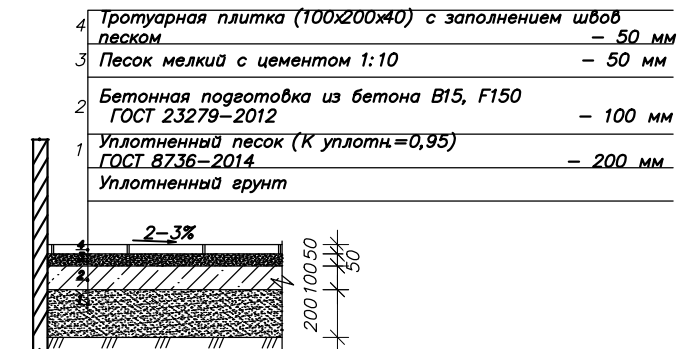 4 Тротуарная плитка (100х200х40) с заполнением швов
песком – 50 мм
3 Песок мелкий с цементом 1:10 – 50 мм
2 Бетонная подготовка из бетона В15, F150
ГОСТ 23279–2012 – 100 мм
1 Уплотненный песок (К уплотн.=0,95)
ГОСТ 8736–2014 – 200 мм
Уплотненный грунт
2–3%
4
2
50
50
100
200